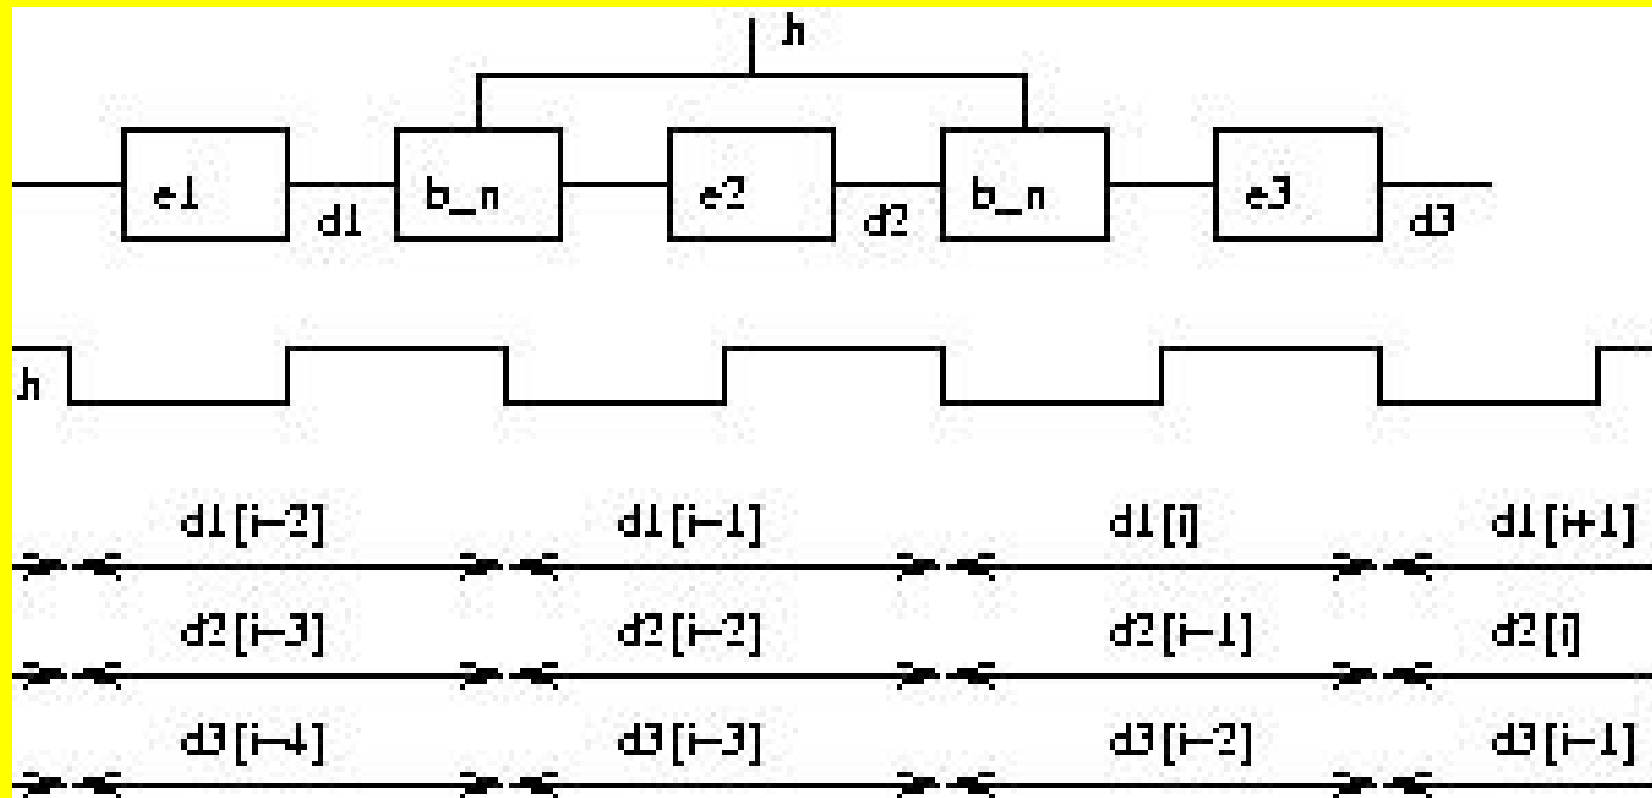 h
e1 b_n e2 b_n e3
d1 d2 d3
h
d1[i-2] d1[i-1] d1[i] d1[i+1]
d2[i-3] d2[i-2] d2[i-1] d2[i]
d3[i-4] d3[i-3] d3[i-2] d3[i-1]